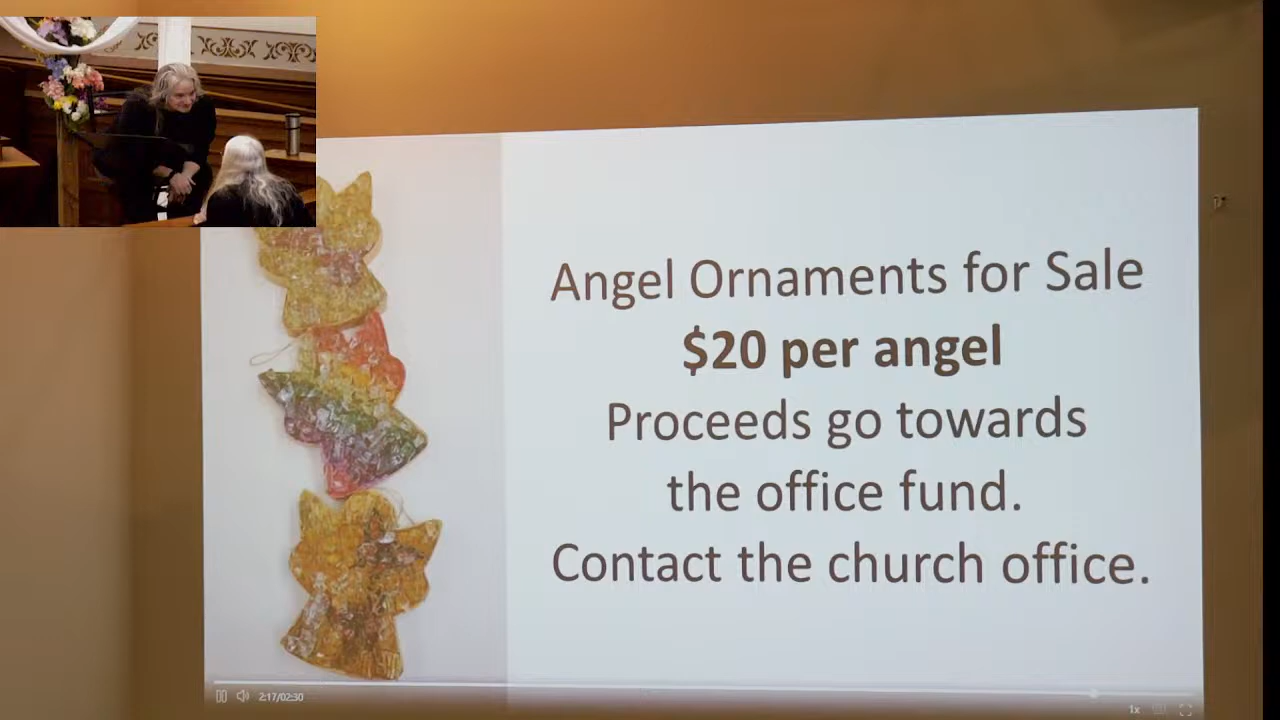 Angel Ornaments for Sale
$20 per angel
Proceeds go towards
the office fund.
Contact the church office.
2:17/02:30
1x